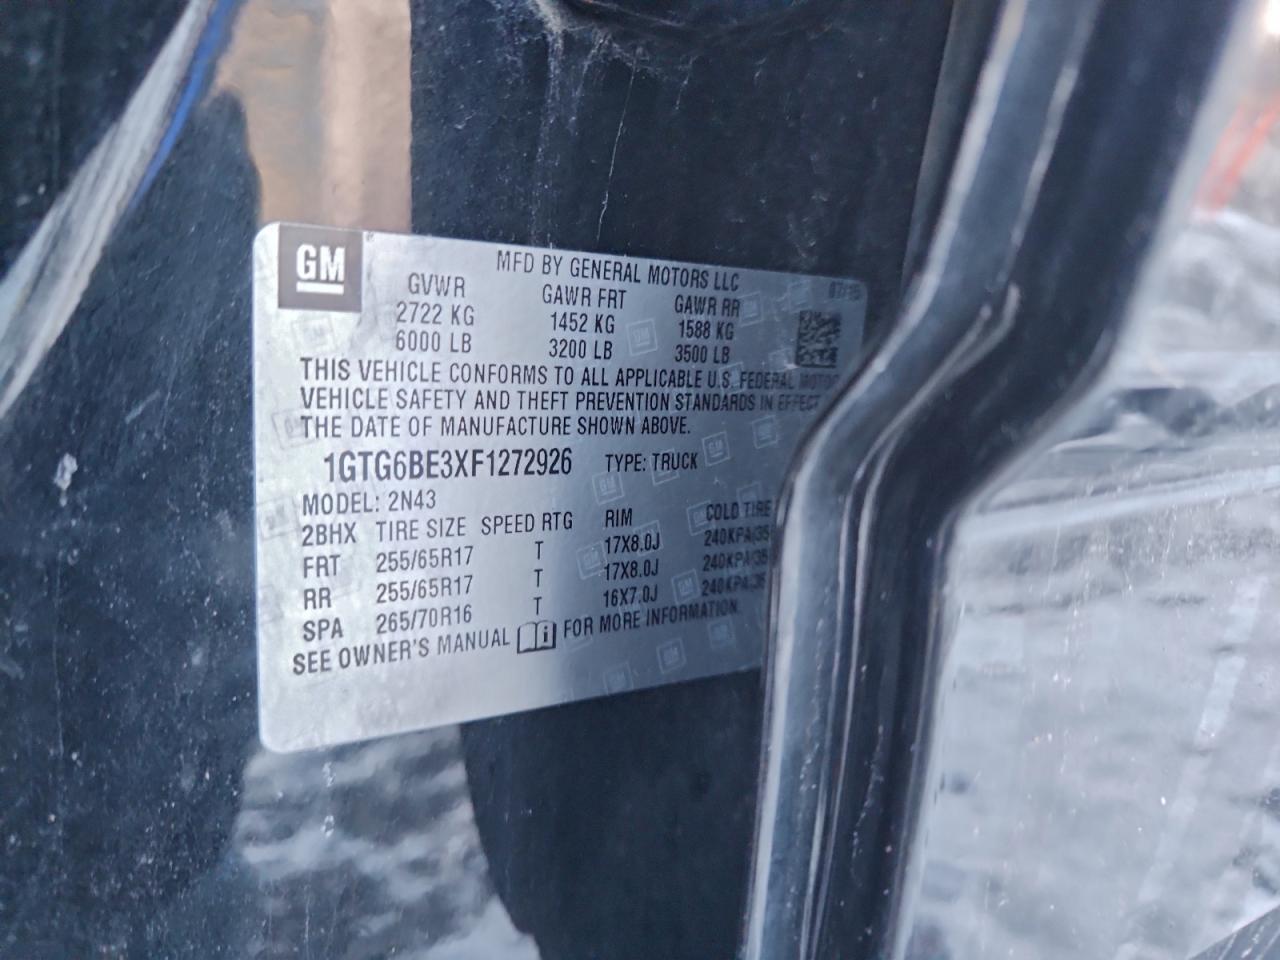 GM
MFD BY GENERAL MOTORS LLC
GVWR GAWR FRT GAWR RR
2722 KG 1452 KG 1588 KG
6000 LB 3200 LB 3500 LB
THIS VEHICLE CONFORMS TO ALL APPLICABLE U.S. FEDERAL MOTOR
VEHICLE SAFETY AND THEFT PREVENTION STANDARDS IN EFFECT
THE DATE OF MANUFACTURE SHOWN ABOVE.
1GTG6BE3XF1272926 TYPE: TRUCK
MODEL: 2N43
2BHX TIRE SIZE SPEED RTG RIM COLD TIRE
FRT 255/65R17 T 17X8.0J 240KPA/35
RR 255/65R17 T 17X8.0J 240KPA/35
SPA 265/70R16 T 16X7.0J 240KPA/35
SEE OWNER'S MANUAL i FOR MORE INFORMATION.